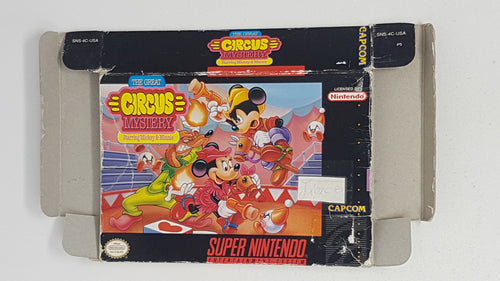 SNS-4C-USA
THE GREAT
CIRCUS
MYSTERY
Starring Mickey & Minnie
CAPCOM
SNS-4C-USA
THE GREAT
CIRCUS
MYSTERY
Starring Mickey & Minnie
LICENSED BY
Nintendo
CAPCOM
SUPER NINTENDO
ENTERTAINMENT SYSTEM